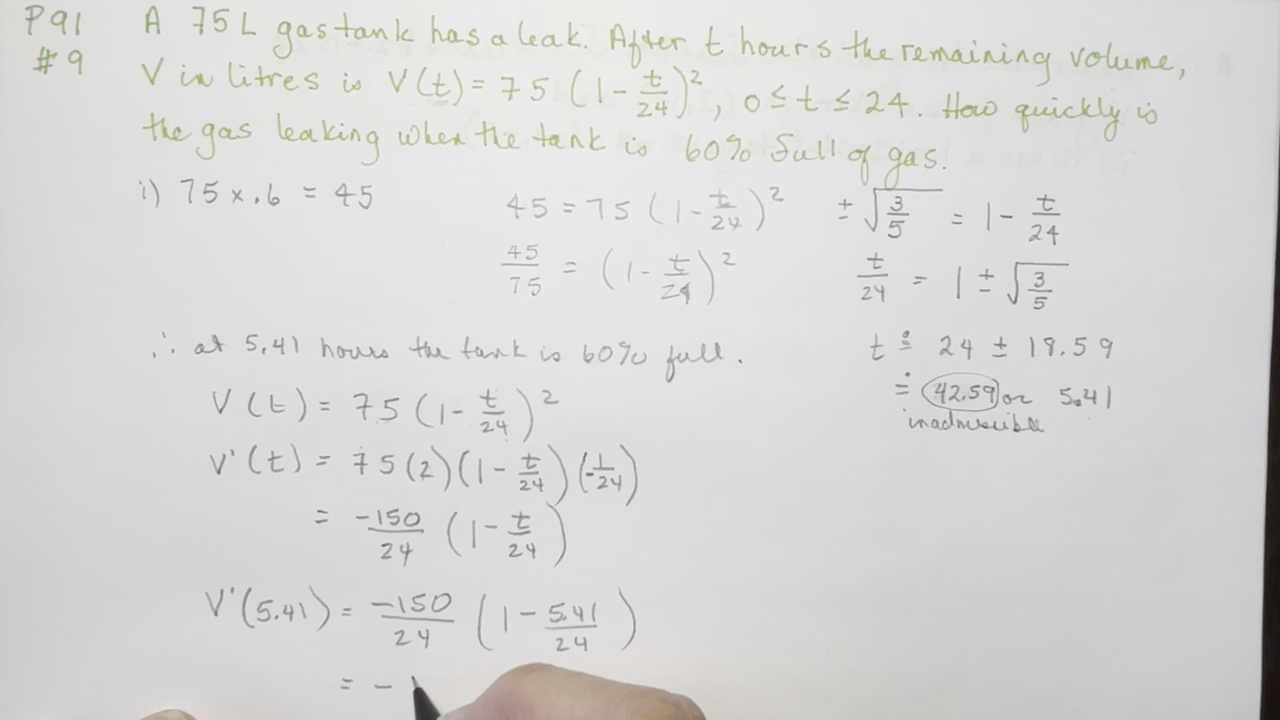 P91 A 75L gas tank has a leak. After t hours the remaining volume,
#9 V in litres is V(t) = 75 (1 - t/24)², 0 ≤ t ≤ 24. How quickly is
the gas leaking when the tank is 60% full of gas.
i) 75 x .6 = 45
45 = 75 (1 - t/24)²
45/75 = (1 - t/24)²
± √(3/5) = 1 - t/24
t/24 = 1 ± √(3/5)
t ≐ 24 ± 18.59
≐ 42.59 or 5.41
inadmissible
∴ at 5.41 hours the tank is 60% full.
V(t) = 75 (1 - t/24)²
V'(t) = 75(2)(1 - t/24)(-1/24)
= -150/24 (1 - t/24)
V'(5.41) = -150/24 (1 - 5.41/24)
= -